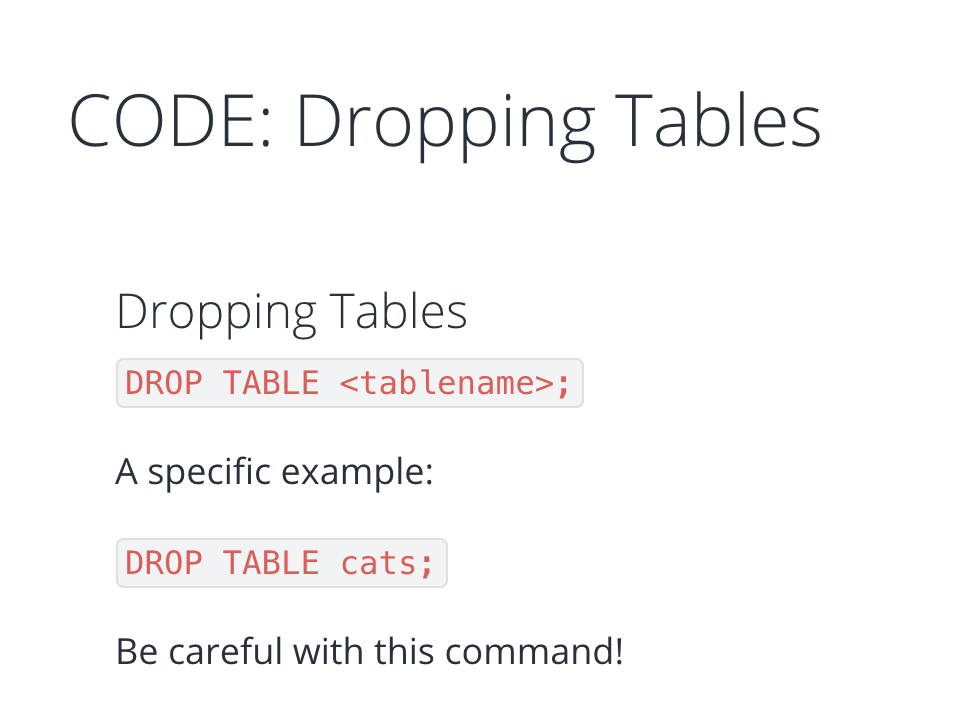 CODE: Dropping Tables
Dropping Tables
DROP TABLE <tablename>;
A specific example:
DROP TABLE cats;
Be careful with this command!